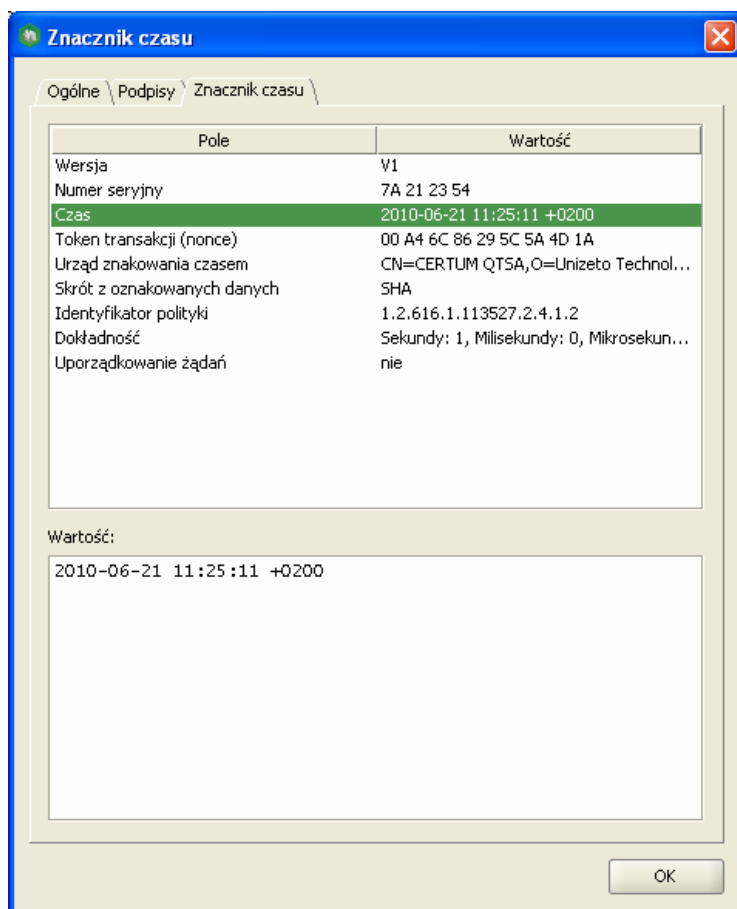 Znacznik czasu
Ogólne Podpisy Znacznik czasu
Pole Wartość
Wersja V1
Numer seryjny 7A 21 23 54
Czas 2010-06-21 11:25:11 +0200
Token transakcji (nonce) 00 A4 6C 86 29 5C 5A 4D 1A
Urząd znakowania czasem CN=CERTUM QTSA,O=Unizeto Technol...
Skrót z oznakowanych danych SHA
Identyfikator polityki 1.2.616.1.113527.2.4.1.2
Dokładność Sekundy: 1, Milisekundy: 0, Mikrosekun...
Uporządkowanie żądań nie
Wartość:
2010-06-21 11:25:11 +0200
OK